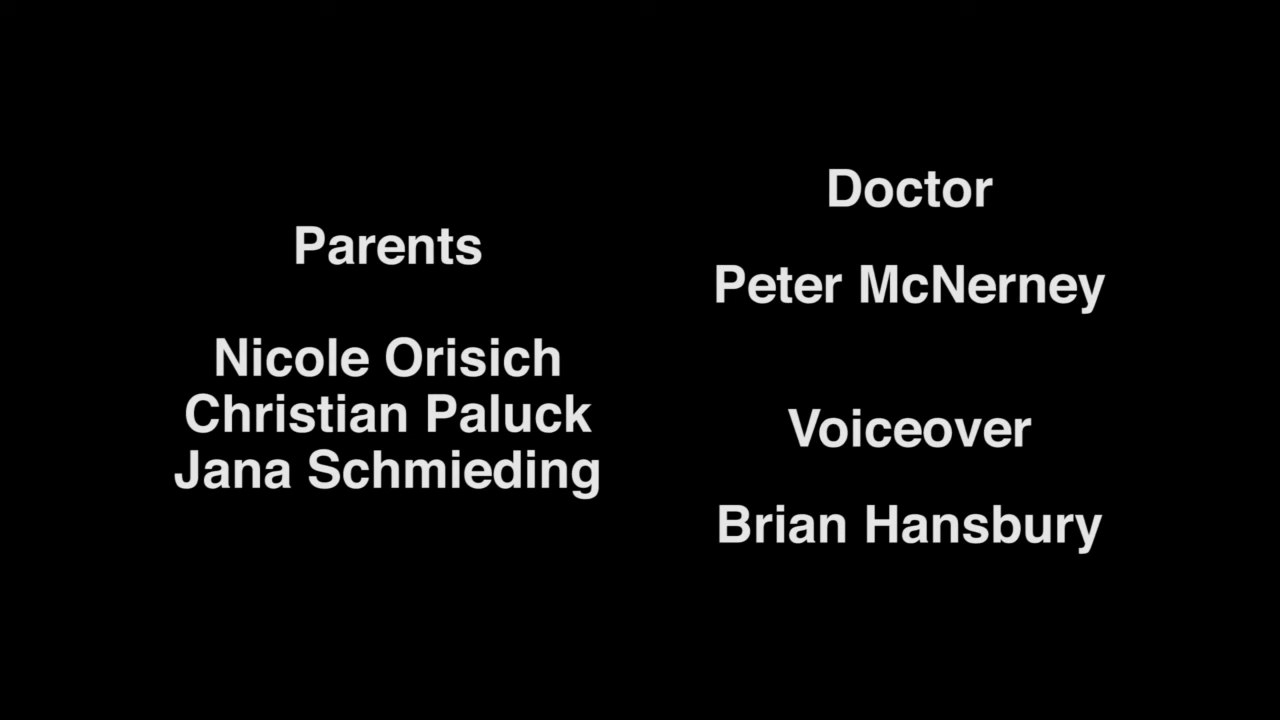 Parents
Nicole Orisich
Christian Paluck
Jana Schmieding
Doctor
Peter McNerney
Voiceover
Brian Hansbury